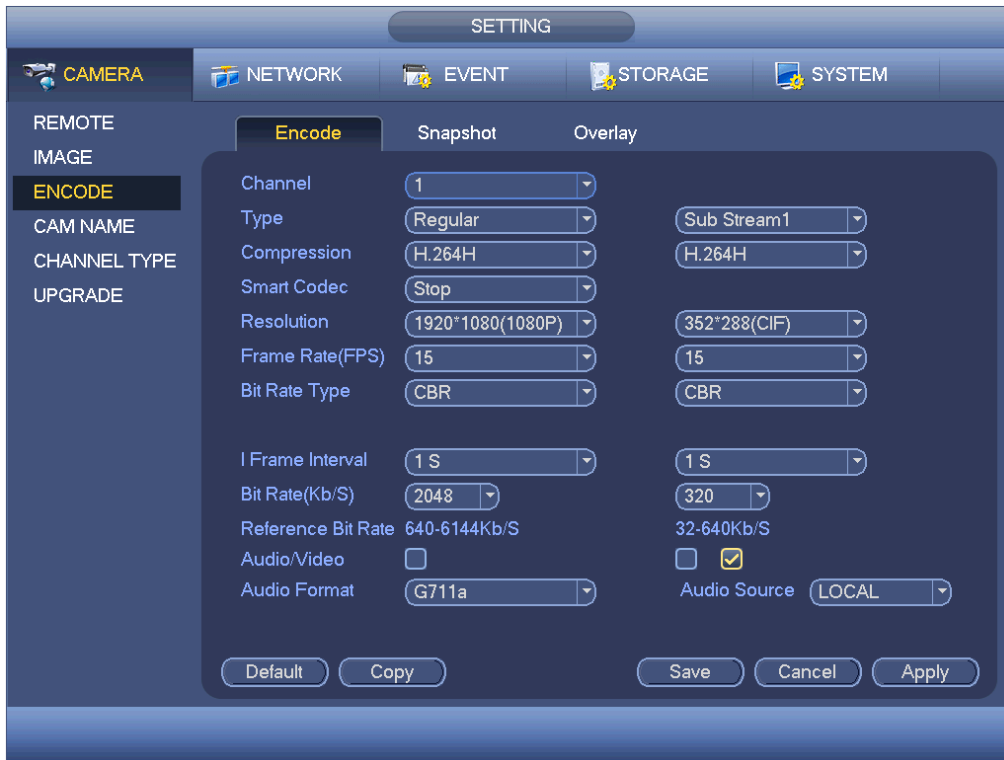 SETTING
CAMERA NETWORK EVENT STORAGE SYSTEM
REMOTE
IMAGE
ENCODE
CAM NAME
CHANNEL TYPE
UPGRADE
Encode Snapshot Overlay
Channel 1
Type Regular Sub Stream1
Compression H.264H H.264H
Smart Codec Stop
Resolution 1920*1080(1080P) 352*288(CIF)
Frame Rate(FPS) 15 15
Bit Rate Type CBR CBR
I Frame Interval 1 S 1 S
Bit Rate(Kb/S) 2048 320
Reference Bit Rate 640-6144Kb/S 32-640Kb/S
Audio/Video
Audio Format G711a Audio Source LOCAL
Default Copy Save Cancel Apply